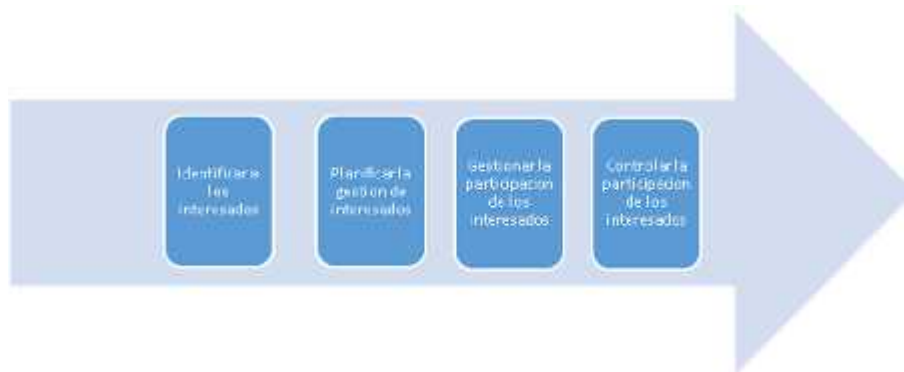 Identificar a
los
interesados
Planificar la
gestión de
interesados
Gestionar la
participacion
de los
interesados
Controlar la
participacion
de los
interesados